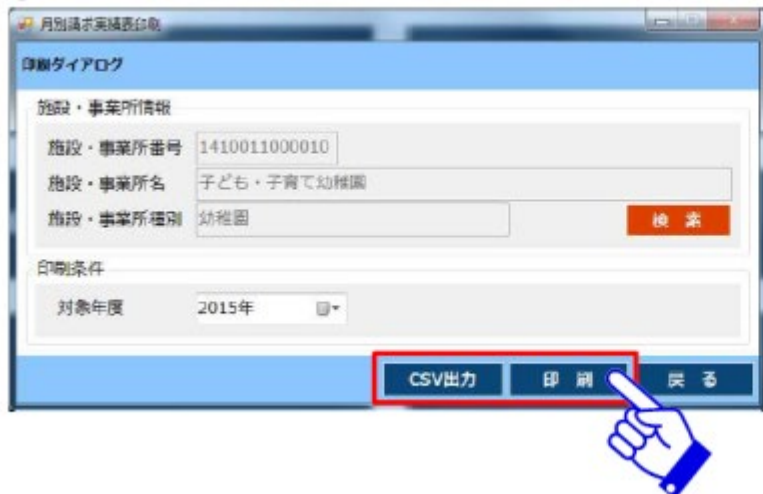 月別請求実績表印刷
印刷ダイアログ
施設・事業所情報
施設・事業所番号 1410011000010
施設・事業所名 子ども・子育て幼稚園
施設・事業所種別 幼稚園
検 索
印刷条件
対象年度 2015年
CSV出力 印 刷 戻 る